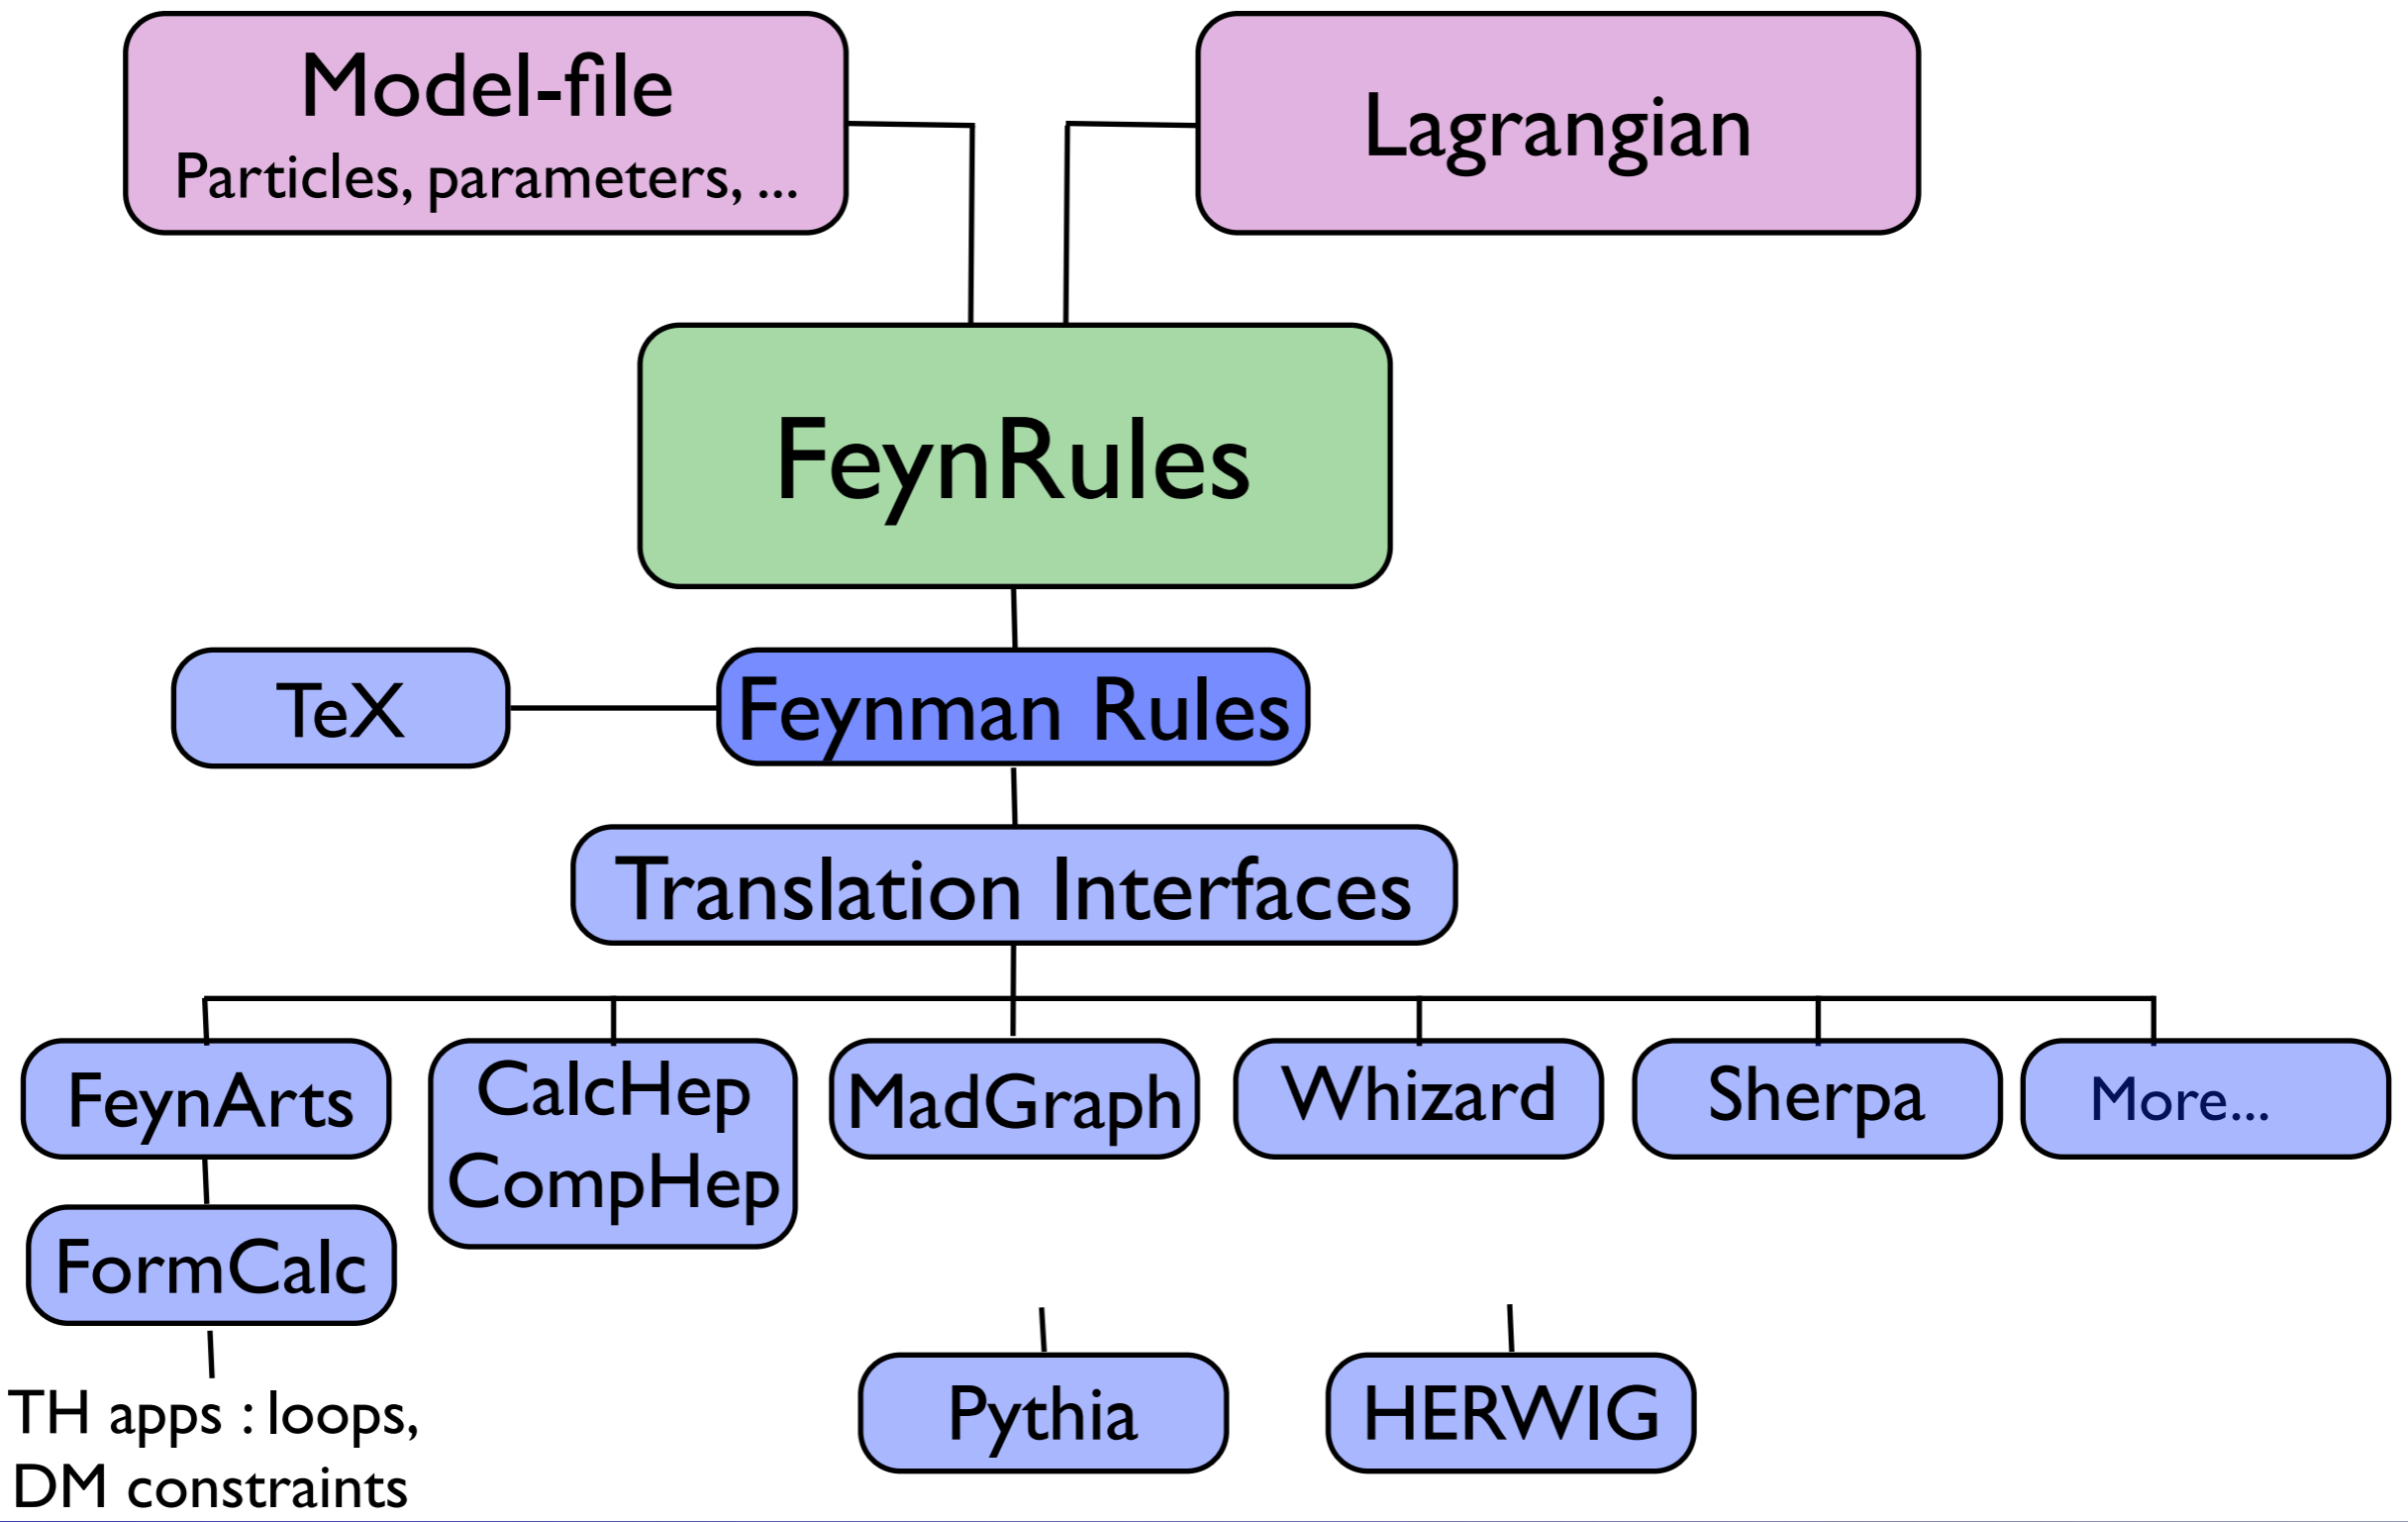 Model-file
Particles, parameters, ...
Lagrangian
FeynRules
TeX
Feynman Rules
Translation Interfaces
FeynArts
CalcHep
CompHep
MadGraph
Whizard
Sherpa
More...
FormCalc
TH apps : loops,
DM constraints
Pythia
HERWIG